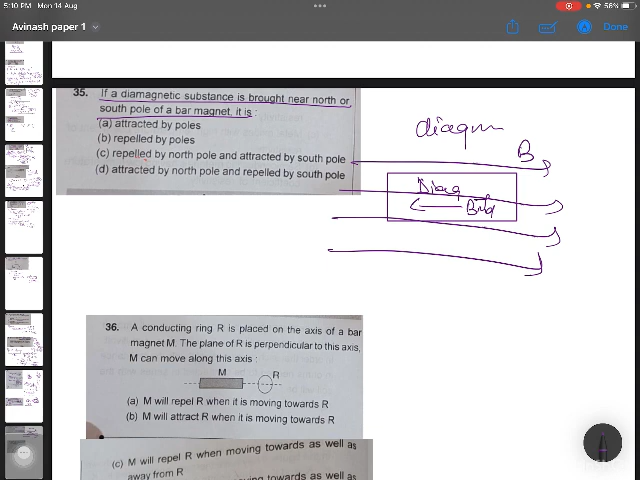 5:10 PM Mon 14 Aug
56%
Avinash paper 1
Done
35. If a diamagnetic substance is brought near north or
south pole of a bar magnet, it is :
(a) attracted by poles
(b) repelled by poles
(c) repelled by north pole and attracted by south pole
(d) attracted by north pole and repelled by south pole
B
36. A conducting ring R is placed on the axis of a bar
magnet M. The plane of R is perpendicular to this axis,
M can move along this axis :
M
R
(a) M will repel R when it is moving towards R
(b) M will attract R when it is moving towards R
(c) M will repel R when moving towards as well as
away from R
towards as well as